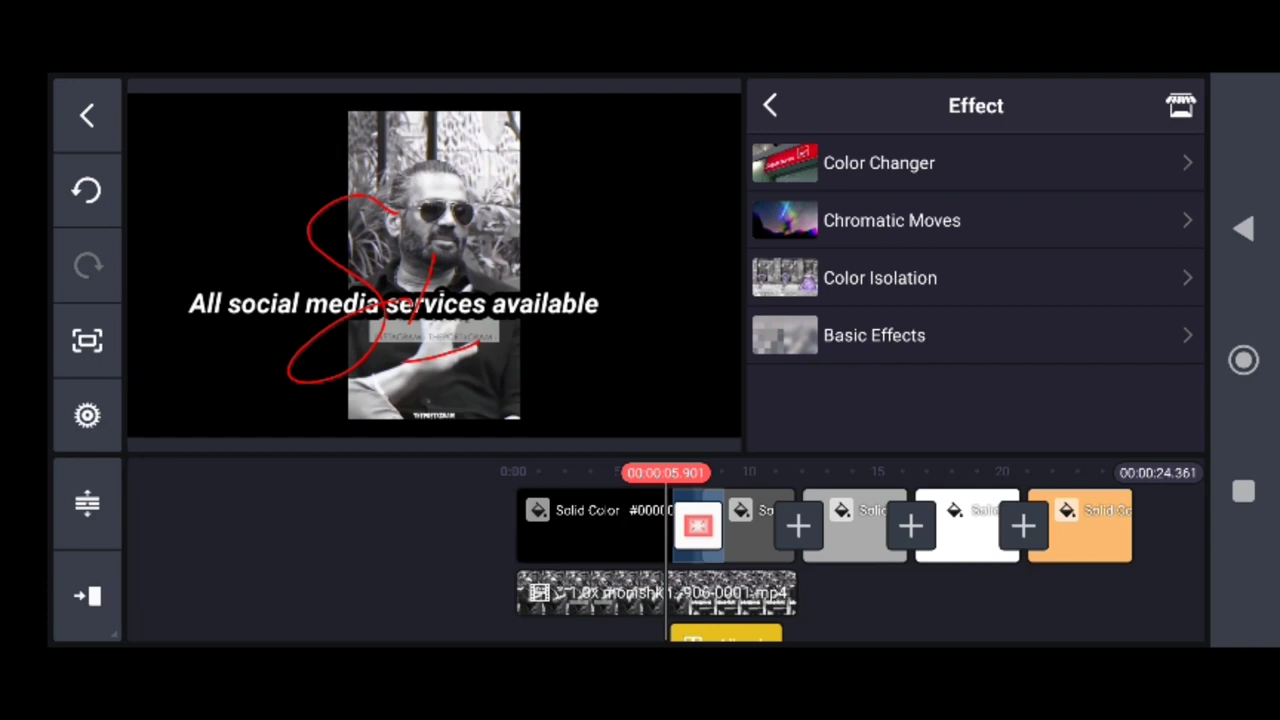 Effect
Color Changer
Chromatic Moves
Color Isolation
Basic Effects
All social media services available
THEPOETXGRAM
0:00
00:00:05.901
10
15
20
00:00:24.361
Solid Color #0000
So
Solid
Solid
Solid Co
1.0x monishk
-906-0001.mp4